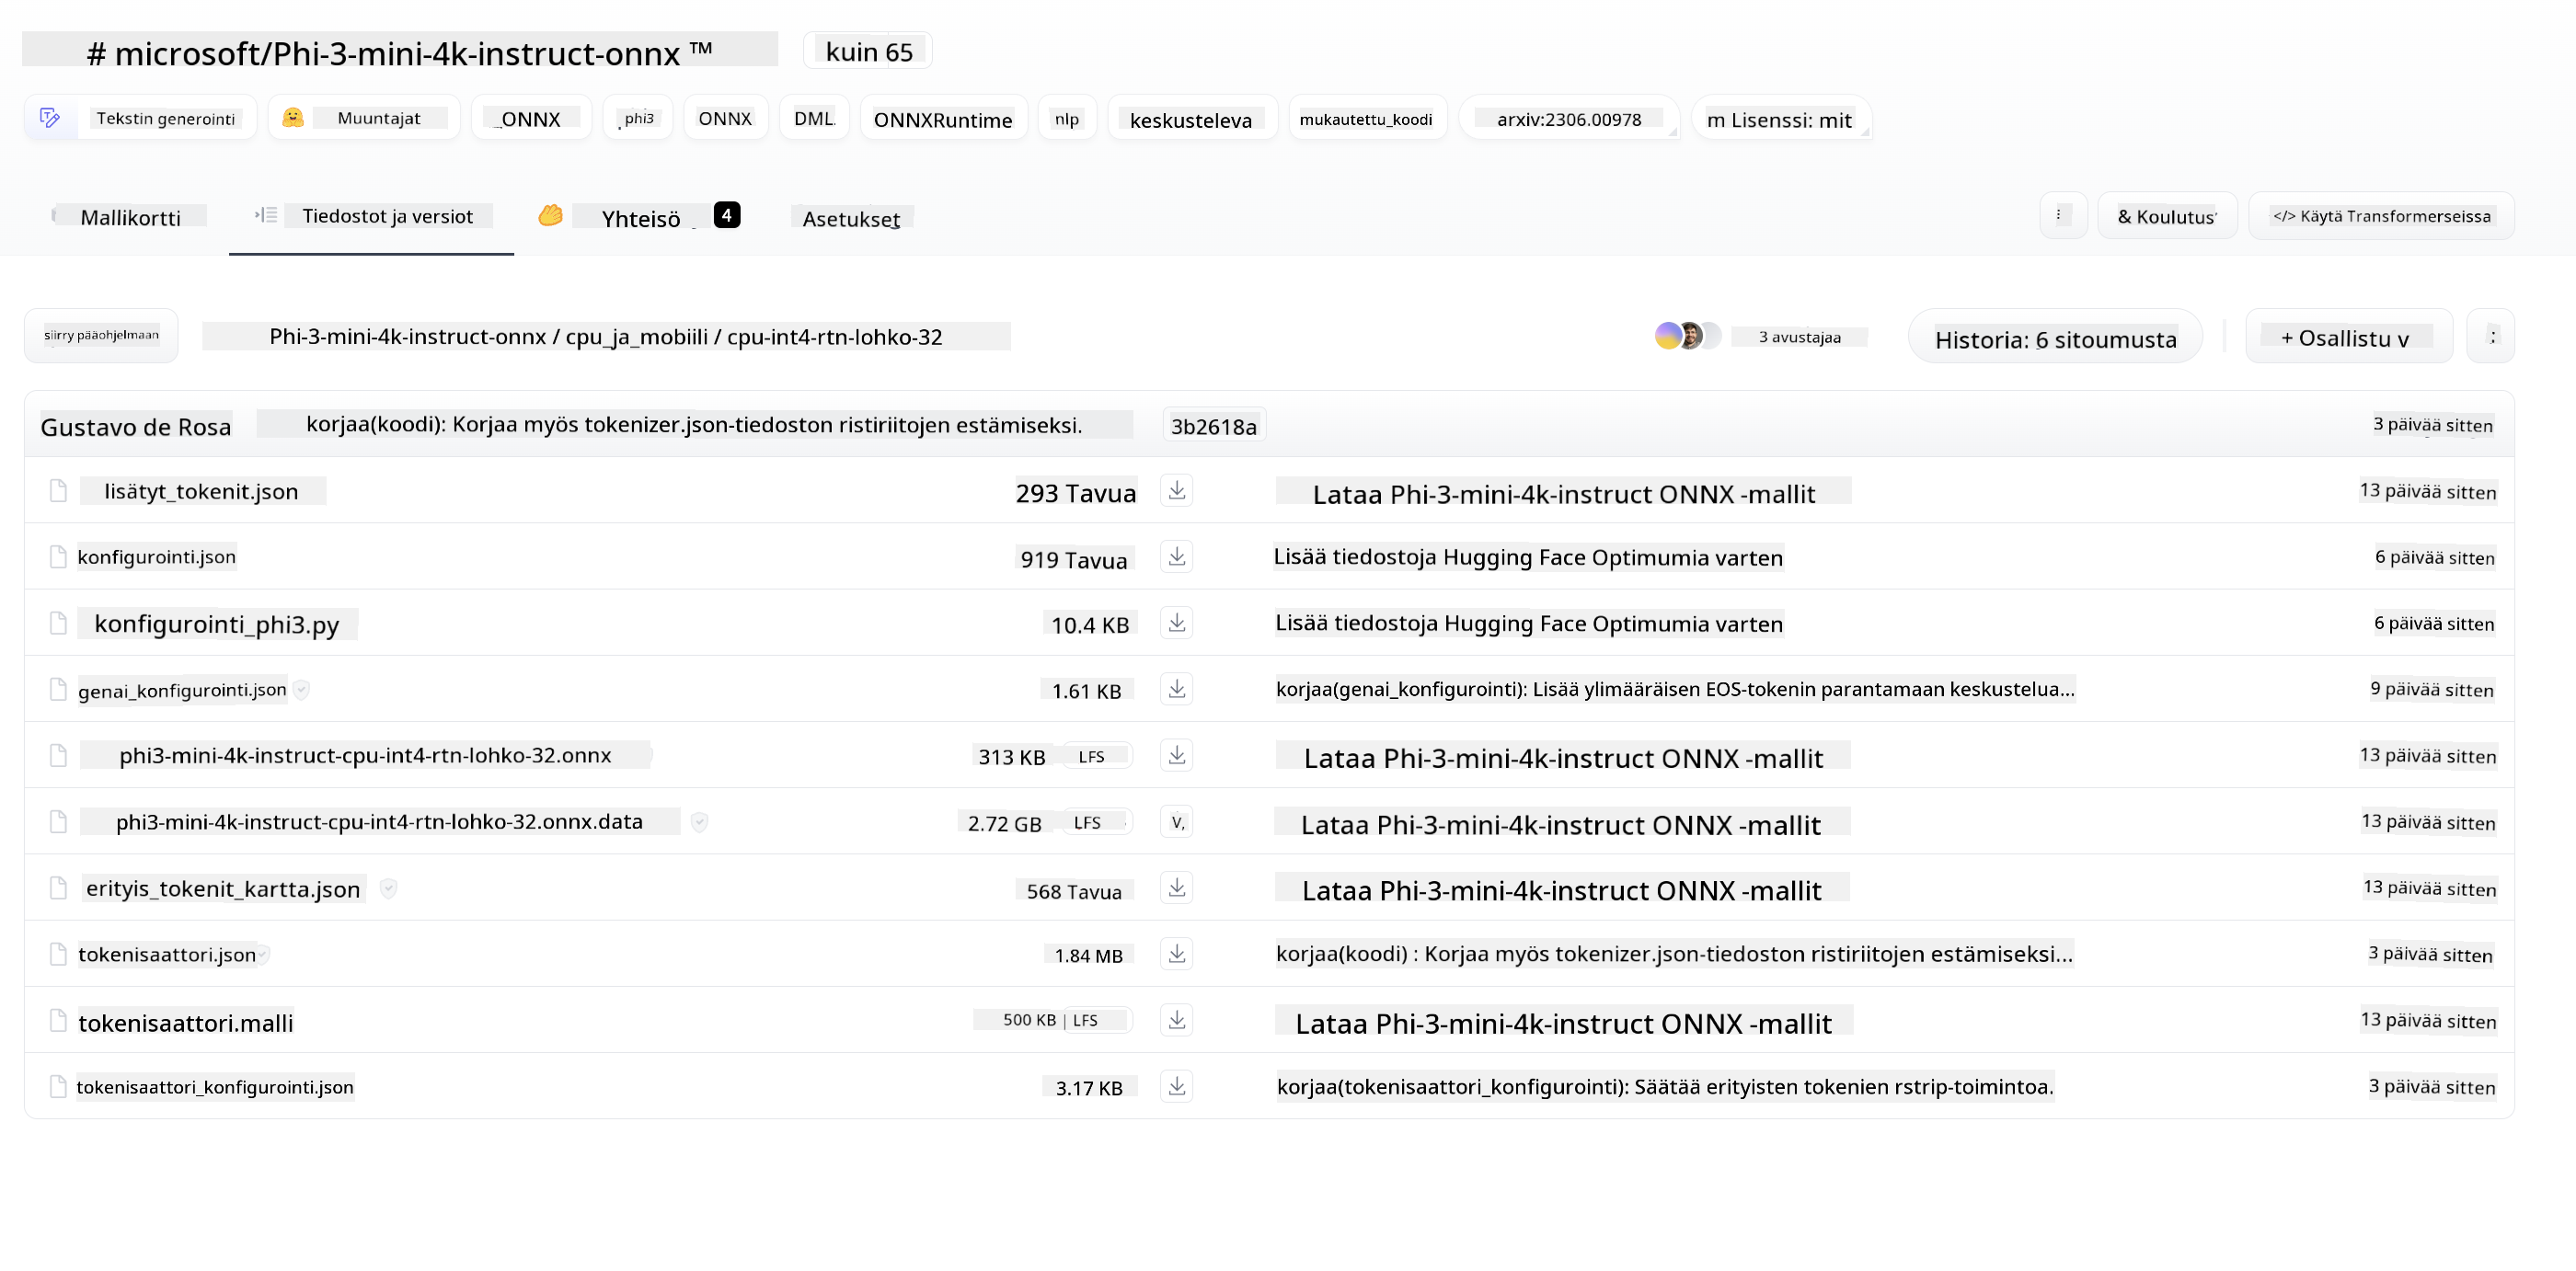 # microsoft/Phi-3-mini-4k-instruct-onnx ™ kuin 65
Tekstin generointi Muuntajat _ONNX phi3 ONNX DML ONNXRuntime nlp keskusteleva mukautettu_koodi arxiv:2306.00978 m Lisenssi: mit
Mallikortti Tiedostot ja versiot Yhteisö 4 Asetukset & Koulutus </> Käytä Transformerseissa
siirry pääohjelmaan Phi-3-mini-4k-instruct-onnx / cpu_ja_mobiili / cpu-int4-rtn-lohko-32 3 avustajaa Historia: 6 sitoumusta + Osallistu v :
Gustavo de Rosa korjaa(koodi): Korjaa myös tokenizer.json-tiedoston ristiriitojen estämiseksi. 3b2618a 3 päivää sitten
lisätyt_tokenit.json 293 Tavua Lataa Phi-3-mini-4k-instruct ONNX -mallit 13 päivää sitten
konfigurointi.json 919 Tavua Lisää tiedostoja Hugging Face Optimumia varten 6 päivää sitten
konfigurointi_phi3.py 10.4 KB Lisää tiedostoja Hugging Face Optimumia varten 6 päivää sitten
genai_konfigurointi.json 1.61 KB korjaa(genai_konfigurointi): Lisää ylimääräisen EOS-tokenin parantamaan keskustelua... 9 päivää sitten
phi3-mini-4k-instruct-cpu-int4-rtn-lohko-32.onnx 313 KB LFS Lataa Phi-3-mini-4k-instruct ONNX -mallit 13 päivää sitten
phi3-mini-4k-instruct-cpu-int4-rtn-lohko-32.onnx.data 2.72 GB LFS V, Lataa Phi-3-mini-4k-instruct ONNX -mallit 13 päivää sitten
erityis_tokenit_kartta.json 568 Tavua Lataa Phi-3-mini-4k-instruct ONNX -mallit 13 päivää sitten
tokenisaattori.json 1.84 MB korjaa(koodi) : Korjaa myös tokenizer.json-tiedoston ristiriitojen estämiseksi... 3 päivää sitten
tokenisaattori.malli 500 KB | LFS Lataa Phi-3-mini-4k-instruct ONNX -mallit 13 päivää sitten
tokenisaattori_konfigurointi.json 3.17 KB korjaa(tokenisaattori_konfigurointi): Säätää erityisten tokenien rstrip-toimintoa. 3 päivää sitten